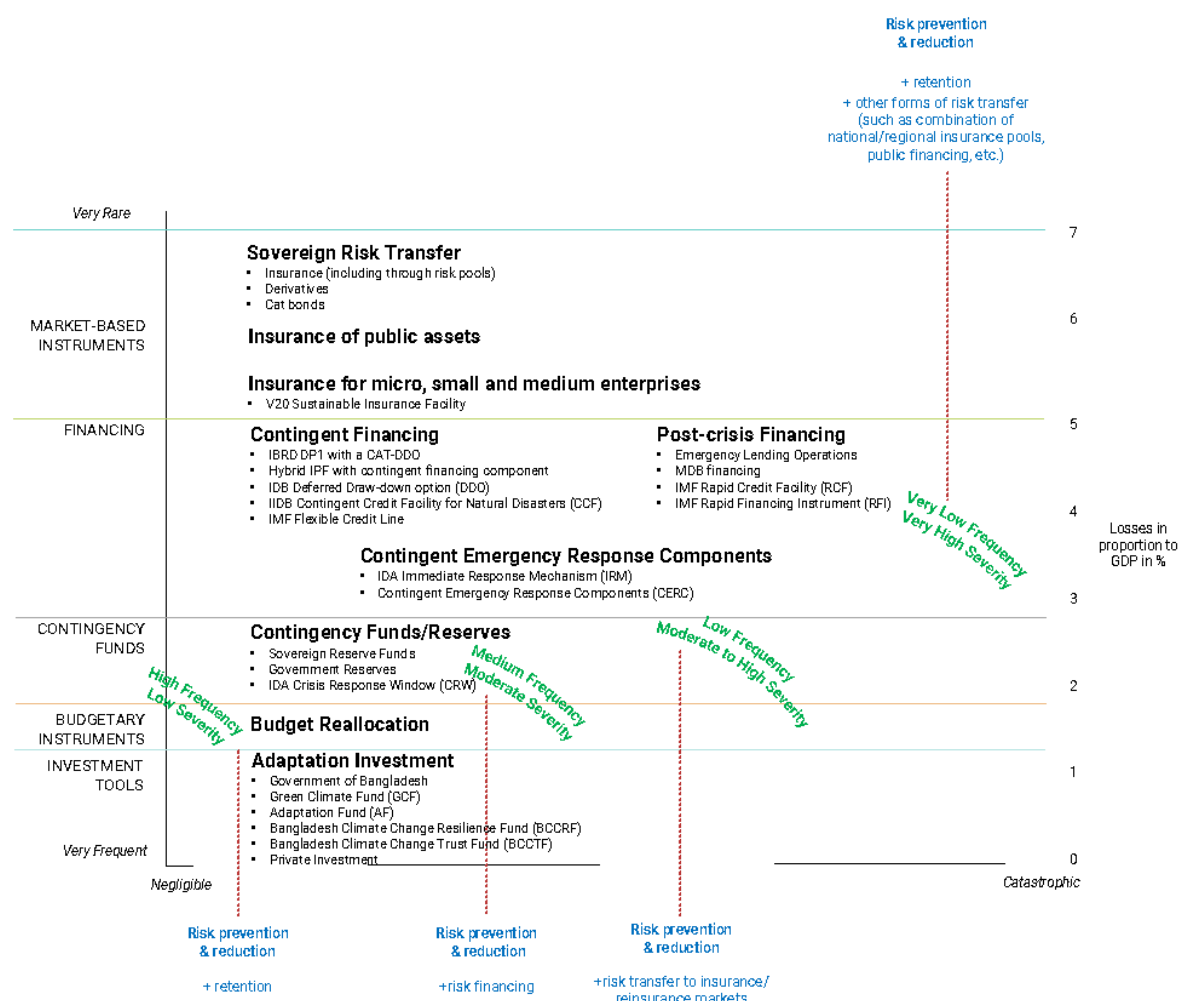 Risk prevention
& reduction
+ retention
+ other forms of risk transfer
(such as combination of
national/regional insurance pools,
public financing, etc.)
Very Rare
7
Sovereign Risk Transfer
▪ Insurance (including through risk pools)
▪ Derivatives
▪ Cat bonds
6
MARKET-BASED
INSTRUMENTS
Insurance of public assets
Insurance for micro, small and medium enterprises
▪ V20 Sustainable Insurance Facility
5
FINANCING
Contingent Financing
▪ IBRD DP1 with a CAT-DDO
▪ Hybrid IPF with contingent financing component
▪ IDB Deferred Draw-down option (DDO)
▪ IIDB Contingent Credit Facility for Natural Disasters (CCF)
▪ IMF Flexible Credit Line
Post-crisis Financing
▪ Emergency Lending Operations
▪ MDB financing
▪ IMF Rapid Credit Facility (RCF)
▪ IMF Rapid Financing Instrument (RFI)
Very Low Frequency
Very High Severity
4
Losses in
proportion to
GDP in %
Contingent Emergency Response Components
▪ IDA Immediate Response Mechanism (IRM)
▪ Contingent Emergency Response Components (CERC)
3
CONTINGENCY
FUNDS
Contingency Funds/Reserves
▪ Sovereign Reserve Funds
▪ Government Reserves
▪ IDA Crisis Response Window (CRW)
High Frequency
Low Severity
Medium Frequency
Moderate Severity
Low Frequency
Moderate to High Severity
2
BUDGETARY
INSTRUMENTS
Budget Reallocation
INVESTMENT
TOOLS
Adaptation Investment
▪ Government of Bangladesh
▪ Green Climate Fund (GCF)
▪ Adaptation Fund (AF)
▪ Bangladesh Climate Change Resilience Fund (BCCRF)
▪ Bangladesh Climate Change Trust Fund (BCCTF)
▪ Private Investment
1
Very Frequent
0
Negligible
Catastrophic
Risk prevention
& reduction
+ retention
Risk prevention
& reduction
+risk financing
Risk prevention
& reduction
+risk transfer to insurance/
reinsurance markets